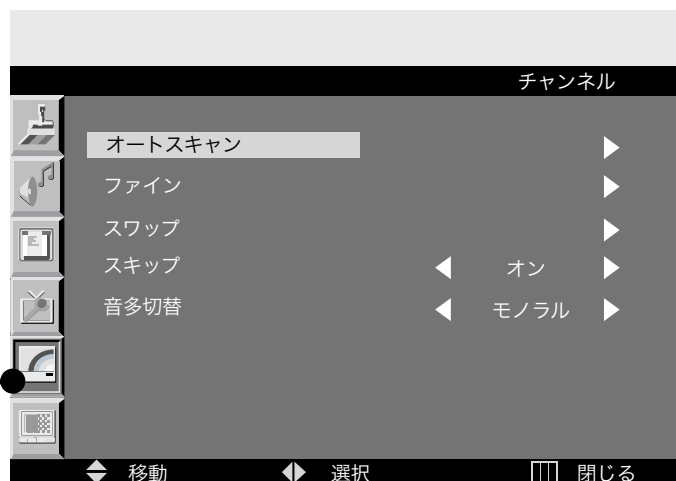 チャンネル
オートスキャン
ファイン
スワップ
スキップ オン
音多切替 モノラル
移動 選択 閉じる